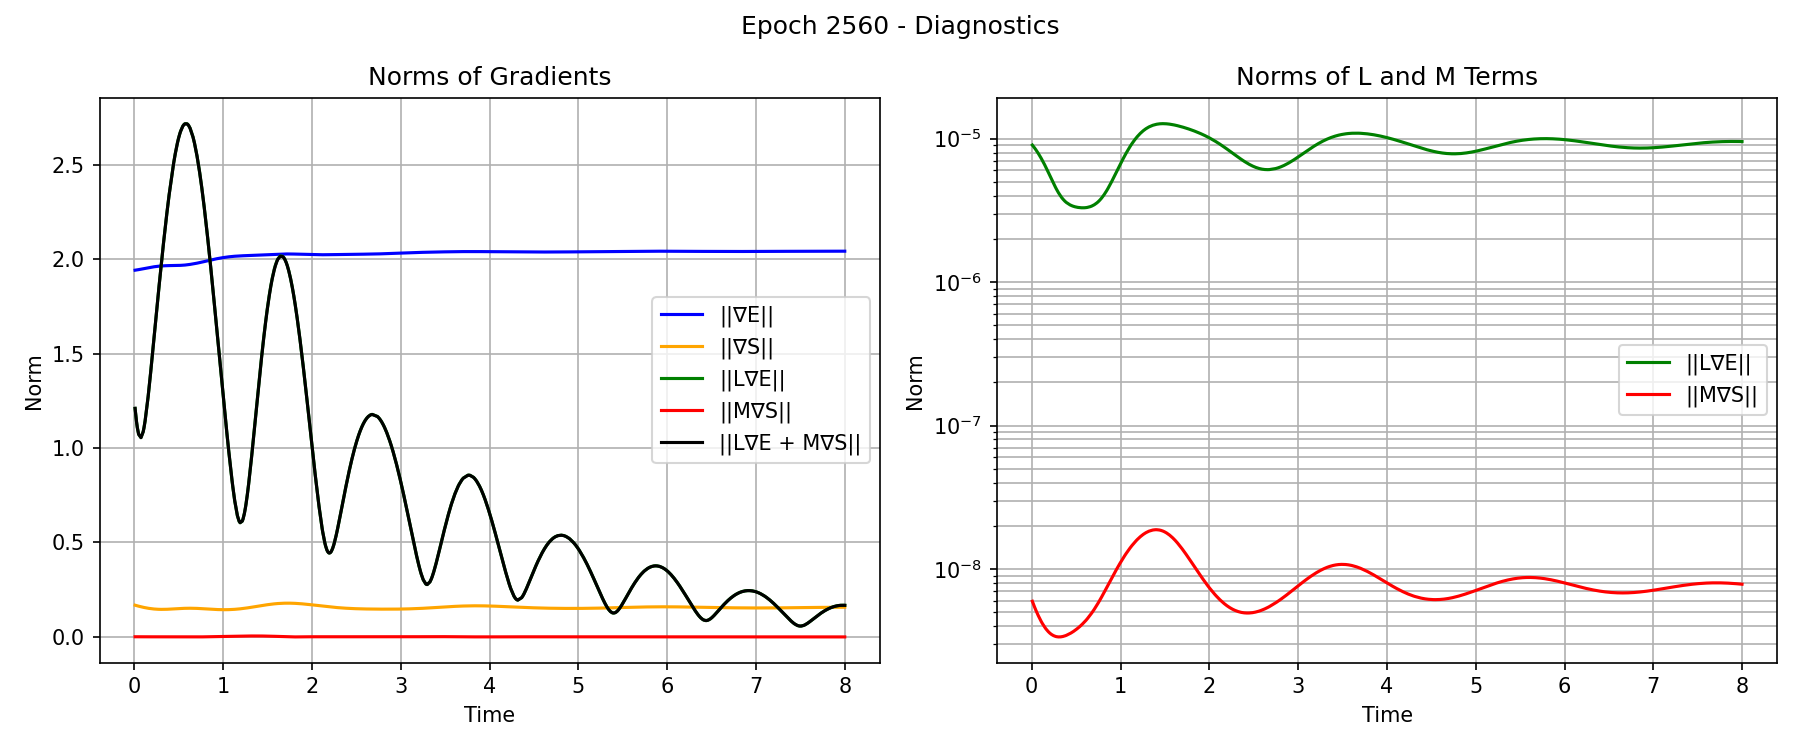 Epoch 2560 - Diagnostics
Norms of Gradients
Norm
2.5
2.0
1.5
1.0
0.5
0.0
||∇E||
||∇S||
||L∇E||
||M∇S||
||L∇E + M∇S||
0 1 2 3 4 5 6 7 8
Time
Norms of L and M Terms
Norm
10⁻⁵
10⁻⁶
10⁻⁷
10⁻⁸
||L∇E||
||M∇S||
0 1 2 3 4 5 6 7 8
Time